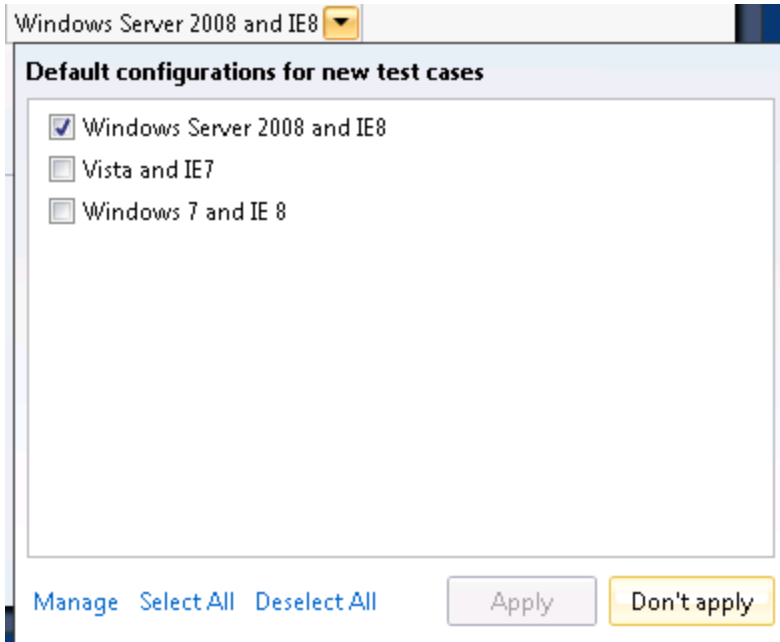 Windows Server 2008 and IE8
Default configurations for new test cases
Windows Server 2008 and IE8
Vista and IE7
Windows 7 and IE 8
Manage Select All Deselect All Apply Don't apply